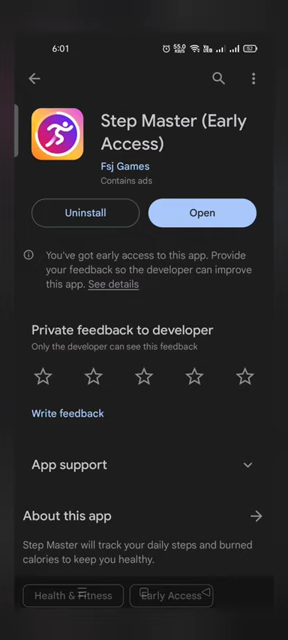 6:01
Step Master (Early
Access)
Fsj Games
Contains ads
Uninstall
Open
You've got early access to this app. Provide
your feedback so the developer can improve
this app. See details
Private feedback to developer
Only the developer can see this feedback
Write feedback
App support
About this app
Step Master will track your daily steps and burned
calories to keep you healthy.
Health & Fitness
Early Access